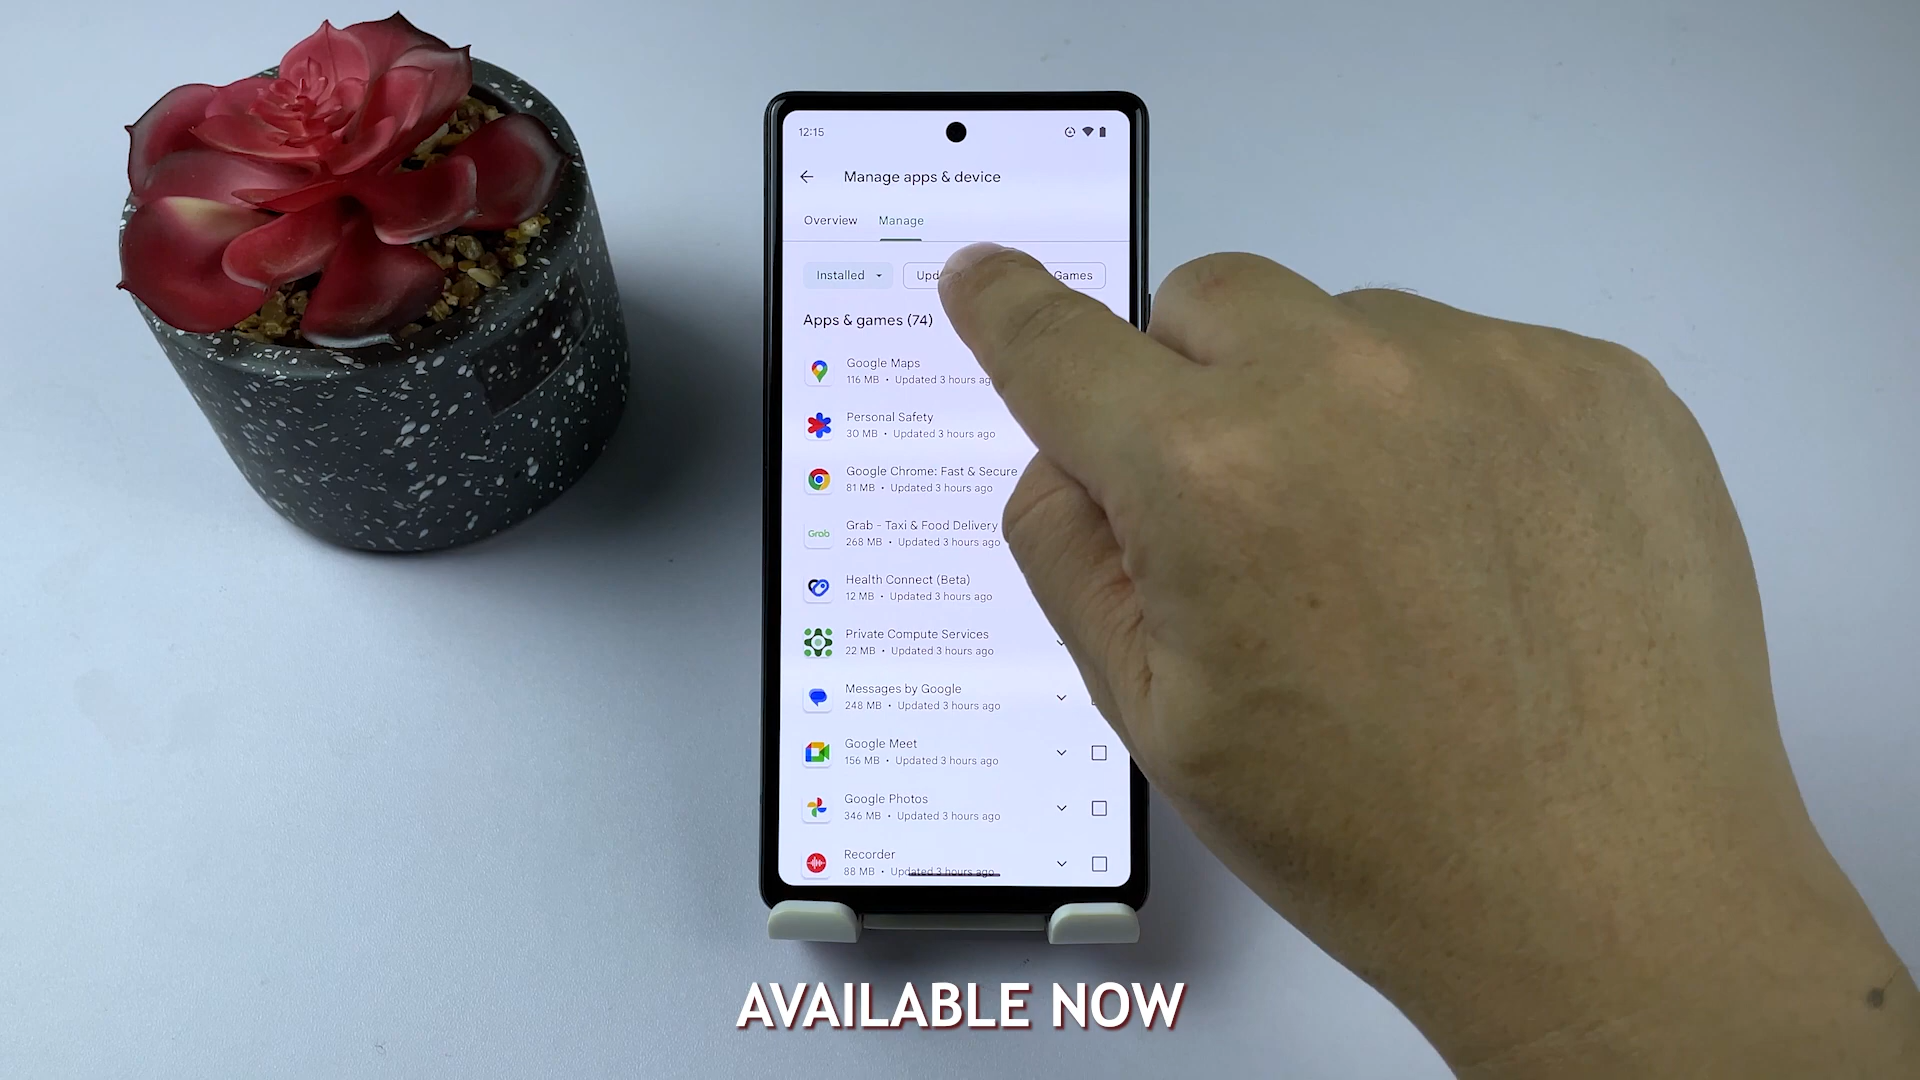 12:15
Manage apps & device
Overview Manage
Installed Games
Apps & games (74)
Google Maps
116 MB • Updated 3 hours ago
Personal Safety
30 MB • Updated 3 hours ago
Google Chrome: Fast & Secure
81 MB • Updated 3 hours ago
Grab
Grab - Taxi & Food Delivery
268 MB • Updated 3 hours ago
Health Connect (Beta)
12 MB • Updated 3 hours ago
Private Compute Services
22 MB • Updated 3 hours ago
Messages by Google
248 MB • Updated 3 hours ago
Google Meet
156 MB • Updated 3 hours ago
Google Photos
346 MB • Updated 3 hours ago
Recorder
88 MB • Updated 3 hours ago
AVAILABLE NOW